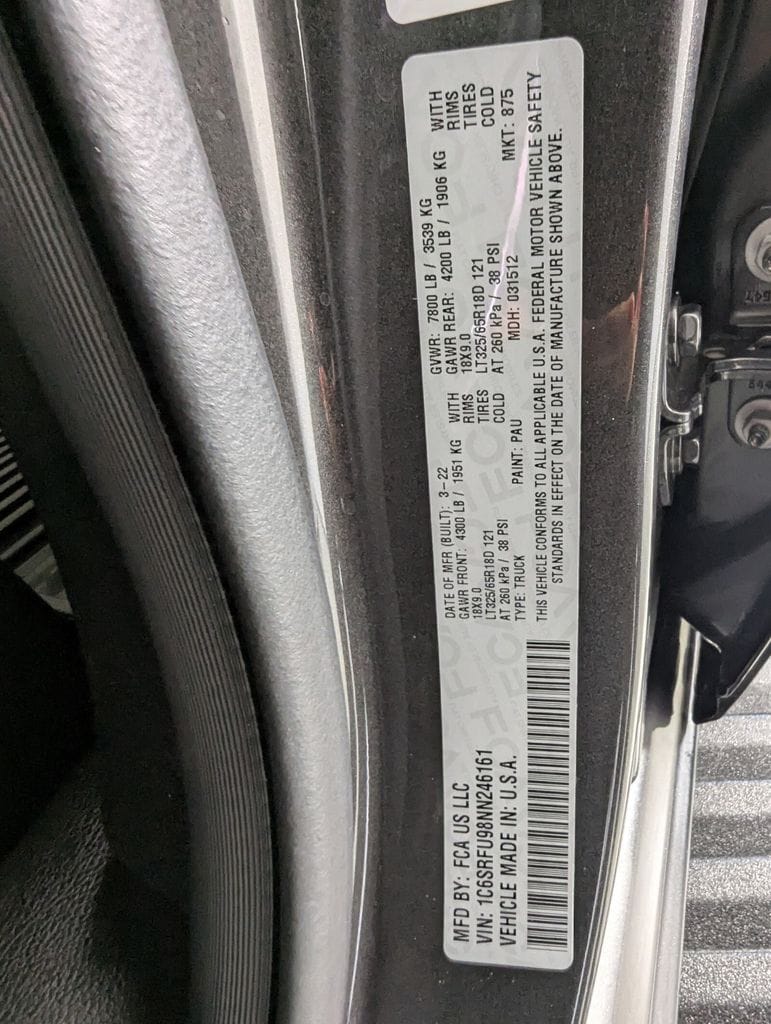 MFD BY: FCA US LLC
VIN: 1C6SRFU98NN246161
VEHICLE MADE IN: U.S.A.
DATE OF MFR (BUILT): 3-22
GAWR FRONT: 4300 LB / 1951 KG WITH
18X9.0 RIMS
LT325/65R18D 121 TIRES
AT 260 kPa / 38 PSI COLD
TYPE: TRUCK PAINT: PAU
GVWR: 7800 LB / 3539 KG
GAWR REAR: 4200 LB / 1906 KG WITH
18X9.0 RIMS
LT325/65R18D 121 TIRES
AT 260 kPa / 38 PSI COLD
MDH: 031512 MKT: 875
THIS VEHICLE CONFORMS TO ALL APPLICABLE U.S.A. FEDERAL MOTOR VEHICLE SAFETY
STANDARDS IN EFFECT ON THE DATE OF MANUFACTURE SHOWN ABOVE.